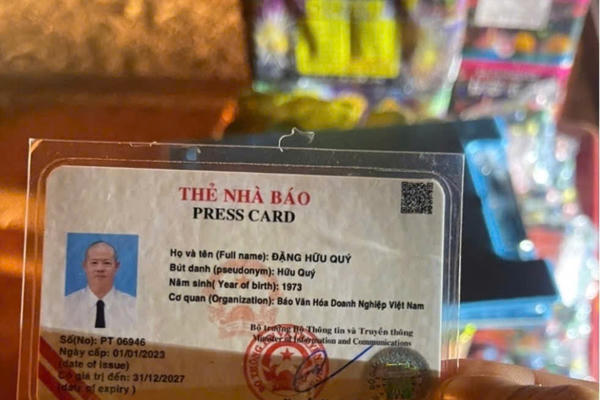 THẺ NHÀ BÁO
PRESS CARD
Họ và tên (Full name): ĐẶNG HỮU QUÝ
Bút danh (pseudonym): Hữu Quý
Năm sinh( Year of birth): 1973
Cơ quan (Organization): Báo Văn Hóa Doanh Nghiệp Việt Nam
Bộ trưởng Bộ Thông tin và Truyền thông
Minister of Information and Communications
Số(No): PT 06946
Ngày cấp: 01/01/2023
(date of issue)
Có giá trị đến: 31/12/2027
(date of expiry )